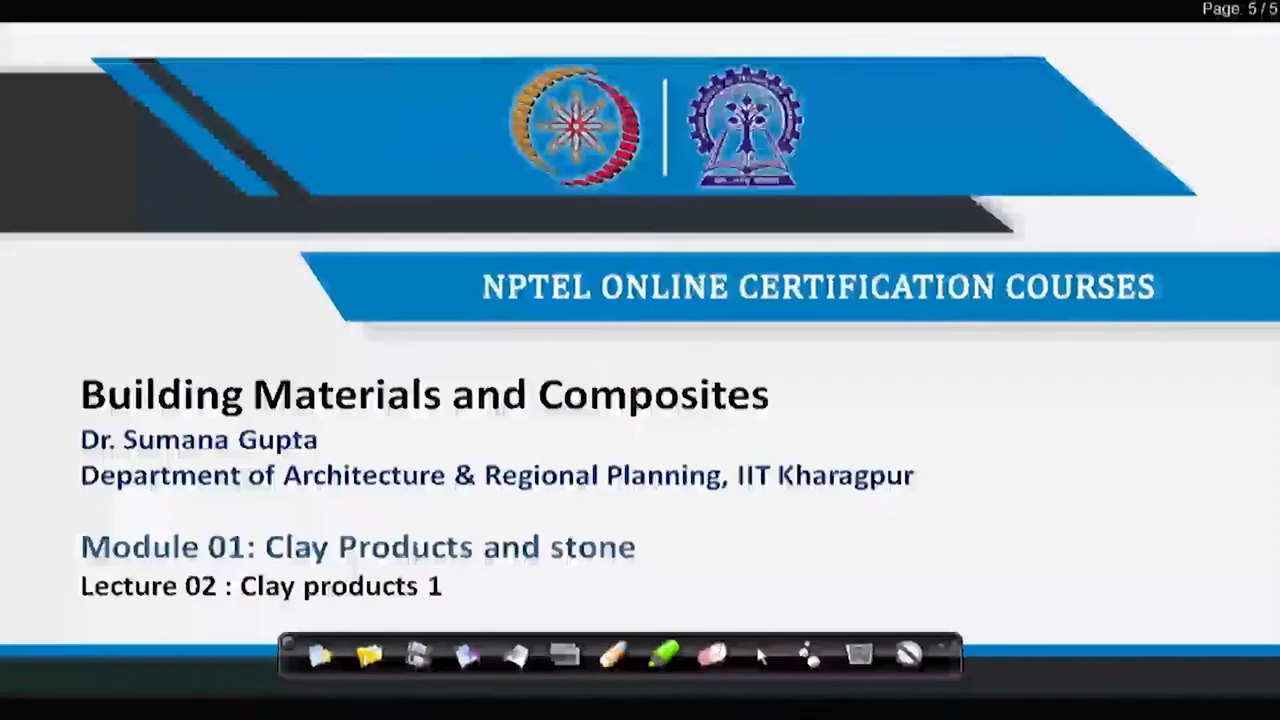 Page: 5 / 5
NPTEL ONLINE CERTIFICATION COURSES
Building Materials and Composites
Dr. Sumana Gupta
Department of Architecture & Regional Planning, IIT Kharagpur
Module 01: Clay Products and stone
Lecture 02 : Clay products 1